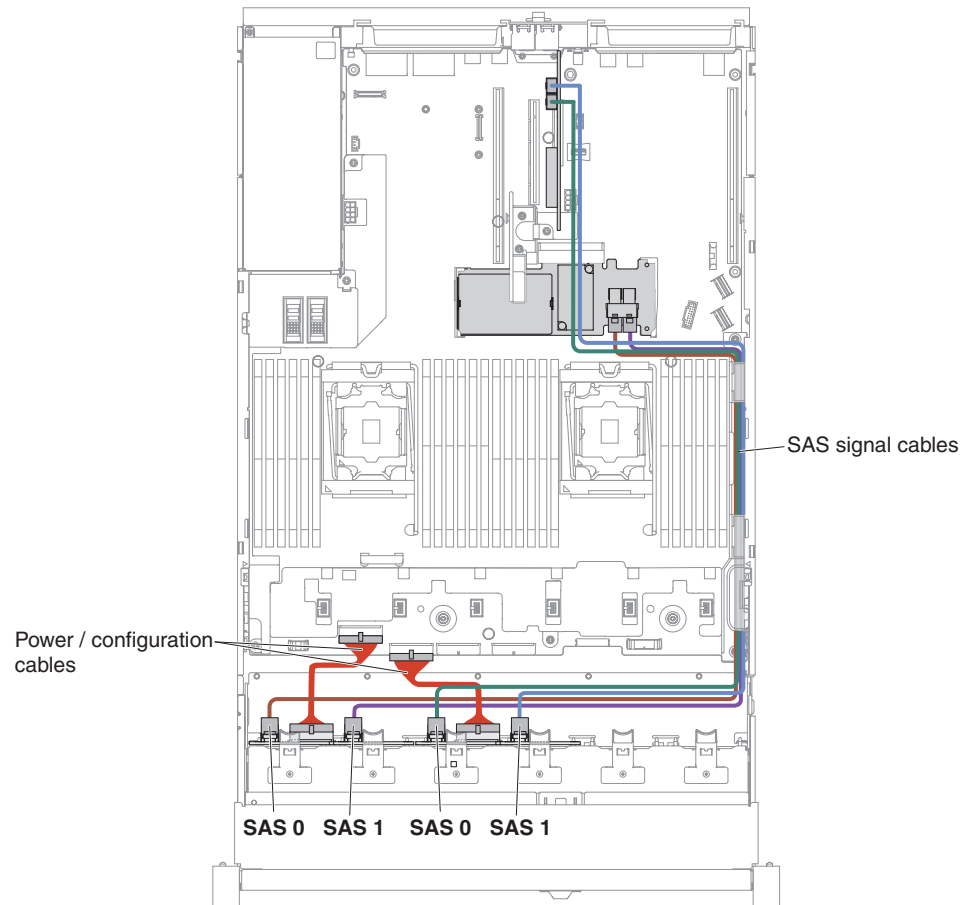 SAS signal cables
Power / configuration
cables
SAS 0 SAS 1 SAS 0 SAS 1